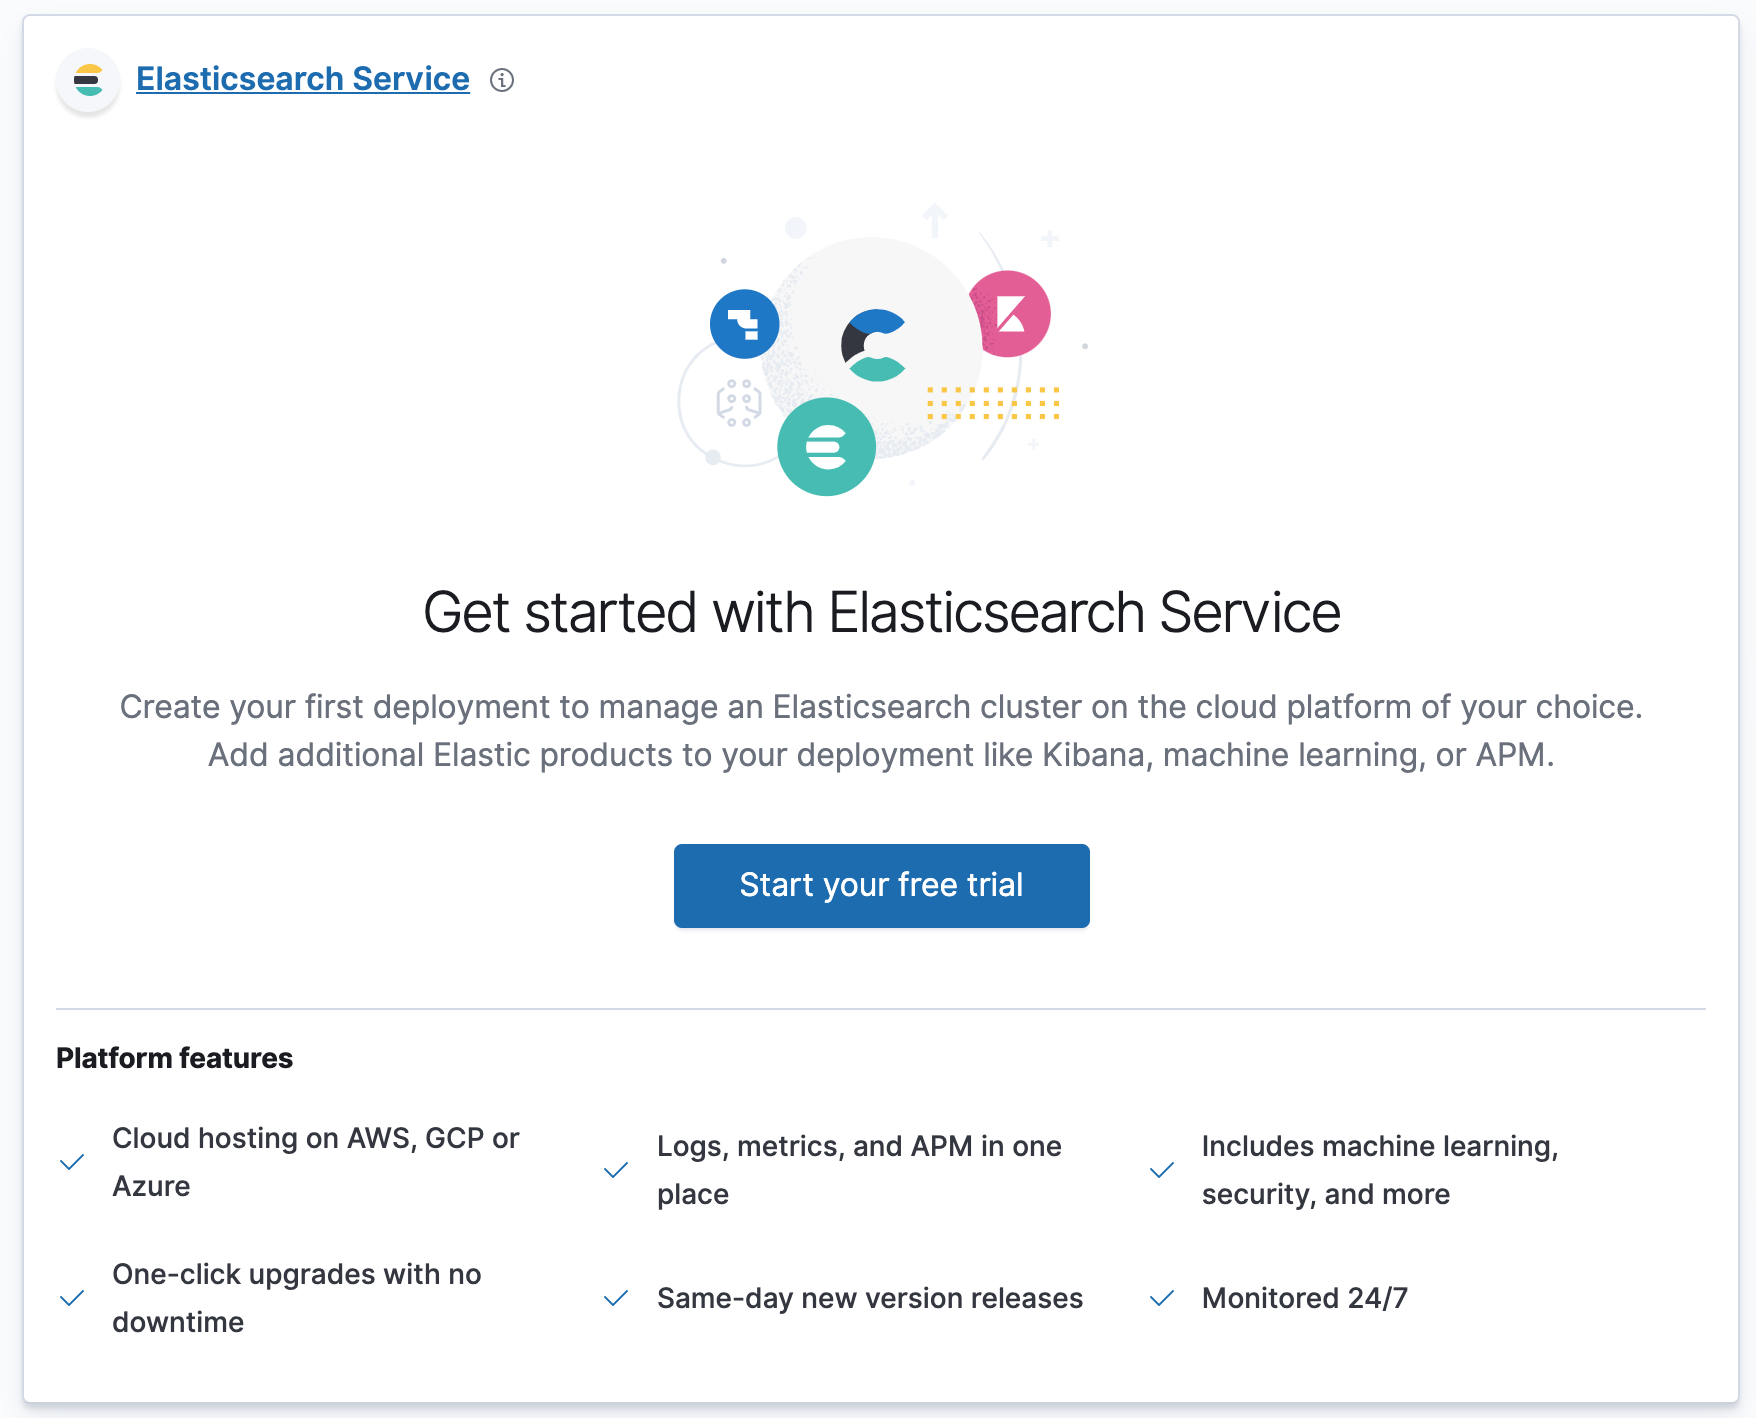 Elasticsearch Service
Get started with Elasticsearch Service
Create your first deployment to manage an Elasticsearch cluster on the cloud platform of your choice.
Add additional Elastic products to your deployment like Kibana, machine learning, or APM.
Start your free trial
Platform features
Cloud hosting on AWS, GCP or
Azure
Logs, metrics, and APM in one
place
Includes machine learning,
security, and more
One-click upgrades with no
downtime
Same-day new version releases
Monitored 24/7